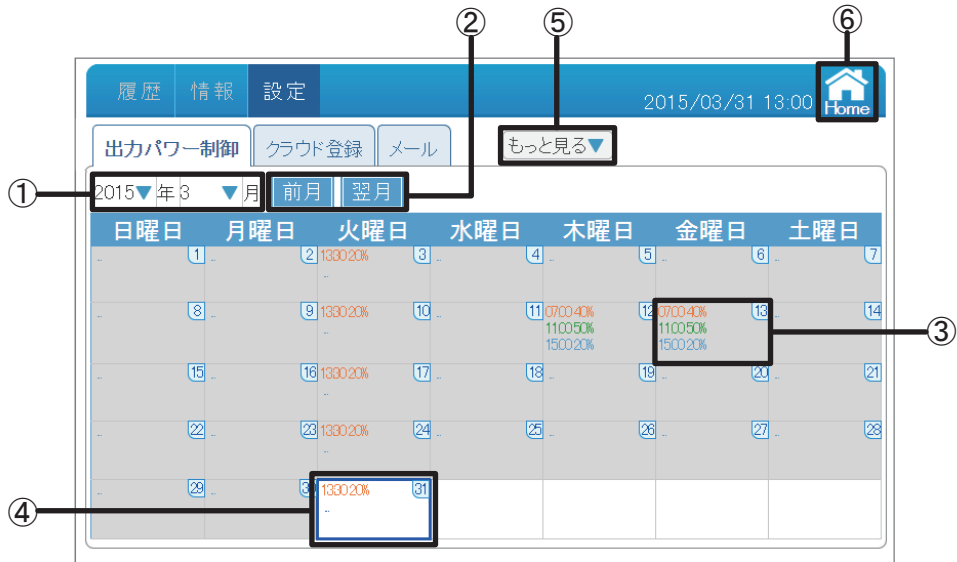 ② ⑤ ⑥
履歴 情報 設定
2015/03/31 13:00 Home
出力パワー制御 クラウド登録 メール もっと見る▼
① 2015▼年3 ▼月 前月 翌月
日曜日 月曜日 火曜日 水曜日 木曜日 金曜日 土曜日
.. 1 .. 2 13:30 20% 3 .. 4 .. 5 .. 6 .. 7
..
.. 8 .. 9 13:30 20% 10 .. 11 07:00 40% 12 07:00 40% 13 .. 14
.. 11:00 50% 11:00 50% ③
15:00 20% 15:00 20%
.. 15 .. 16 13:30 20% 17 .. 18 .. 19 .. 20 .. 21
..
.. 22 .. 23 13:30 20% 24 .. 25 .. 26 .. 27 .. 28
..
.. 29 .. 30 13:30 20% 31
④ ..